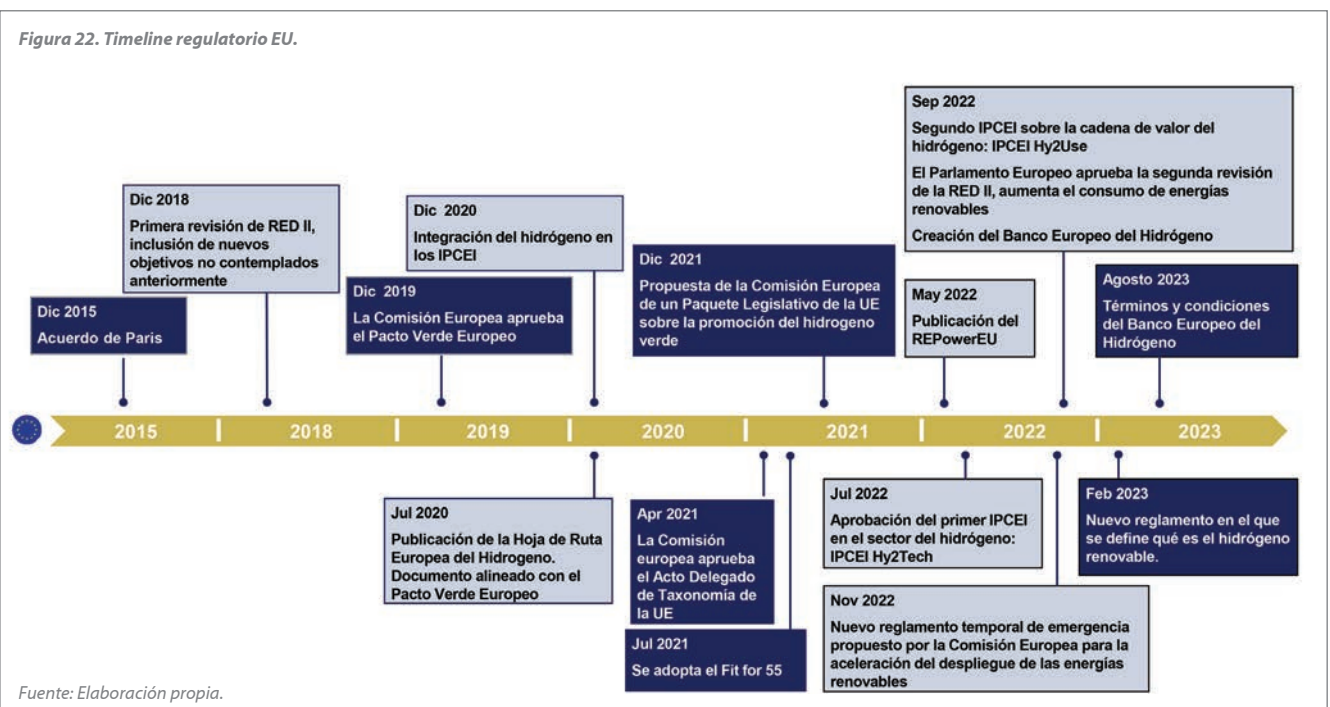 Figura 22. Timeline regulatorio EU.
Sep 2022
Segundo IPCEI sobre la cadena de valor del
hidrógeno: IPCEI Hy2Use
El Parlamento Europeo aprueba la segunda revisión
de la RED II, aumenta el consumo de energías
renovables
Creación del Banco Europeo del Hidrógeno
Dic 2018
Primera revisión de RED II,
inclusión de nuevos
objetivos no contemplados
anteriormente
Dic 2020
Integración del hidrógeno en
los IPCEI
Dic 2021
Propuesta de la Comisión Europea
de un Paquete Legislativo de la UE
sobre la promoción del hidrogeno
verde
Dic 2015
Acuerdo de Paris
Dic 2019
La Comisión Europea aprueba
el Pacto Verde Europeo
May 2022
Publicación del
REPowerEU
Agosto 2023
Términos y condiciones
del Banco Europeo del
Hidrógeno
2015 2018 2019 2020 2021 2022 2023
Jul 2020
Publicación de la Hoja de Ruta
Europea del Hidrogeno.
Documento alineado con el
Pacto Verde Europeo
Apr 2021
La Comisión
europea aprueba
el Acto Delegado
de Taxonomía de
la UE
Jul 2021
Se adopta el Fit for 55
Jul 2022
Aprobación del primer IPCEI
en el sector del hidrógeno:
IPCEI Hy2Tech
Nov 2022
Nuevo reglamento temporal de emergencia
propuesto por la Comisión Europea para la
aceleración del despliegue de las energías
renovables
Feb 2023
Nuevo reglamento en el que
se define qué es el hidrógeno
renovable.
Fuente: Elaboración propia.